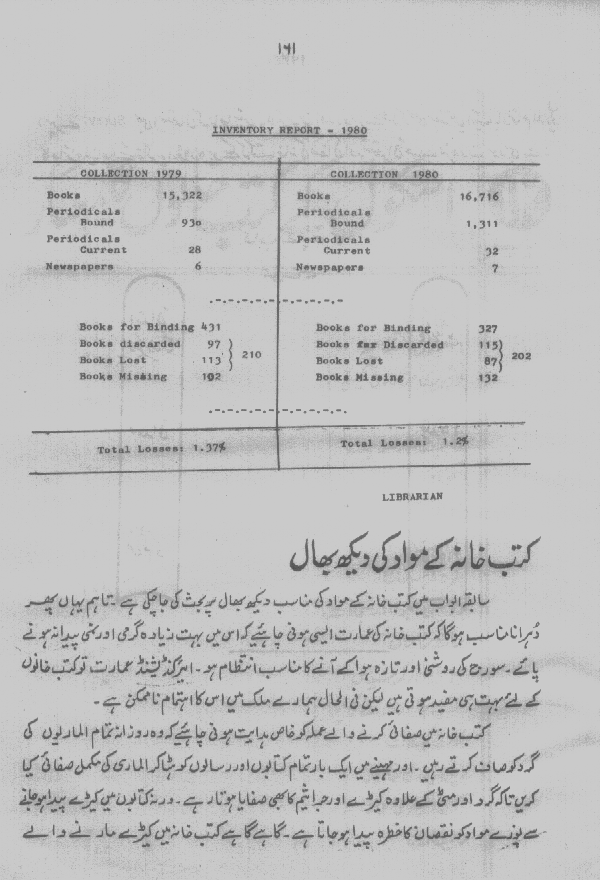 ۱۶۱
INVENTORY REPORT - 1980
COLLECTION 1979 COLLECTION 1980
Books 15,322 Books 16,716
Periodicals Periodicals
Bound 930 Bound 1,311
Periodicals Periodicals
Current 28 Current 32
Newspapers 6 Newspapers 7
Books for Binding 431 Books for Binding 327
Books discarded 97 Books for Discarded 115
210 202
Books Lost 113 Books Lost 87
Books Missing 102 Books Missing 132
Total Losses: 1.37% Total Losses: 1.2%
LIBRARIAN
کتب خانہ کے مواد کی دیکھ بھال
سابقہ ابواب میں کتب خانہ کے مواد کی مناسب دیکھ بھال پر بحث کی جا چکی ہے ۔ تاہم یہاں پھر
دُہرانا مناسب ہو گا کہ کتب خانہ کی عمارت ایسی ہونی چاہئیے کہ اس میں بہت زیادہ گرمی اور نمی پیدا نہ ہونے
پائے ۔ سورج کی روشنی اور تازہ ہوا کے آنے کا مناسب انتظام ہو ۔ ائیر کنڈیشنڈ عمارت تو کتب خانوں
کے لئے بہت ہی مفید ہوتی ہیں لیکن فی الحال ہمارے ملک میں اس کا اہتمام ناممکن ہے ۔
کتب خانہ میں صفائی کرنے والے عملہ کو خاص ہدایت ہونی چاہئیے کہ وہ روزانہ تمام الماریوں کی
گرد کو صاف کرتے رہیں ۔ اور مہینے میں ایک بار تمام کتابوں اور رسالوں کو ہٹا کر الماری کی مکمل صفائی کیا
کریں تاکہ گرد اور مٹی کے علاوہ کیڑے اور جراثیم کا بھی صفایا ہوتا رہے ۔ ورنہ کتابوں میں کیڑے پیدا ہو جانے
سے پورے مواد کو نقصان کا خطرہ پیدا ہو جاتا ہے ۔ گاہے گاہے کتب خانہ میں کیڑے مارنے والے